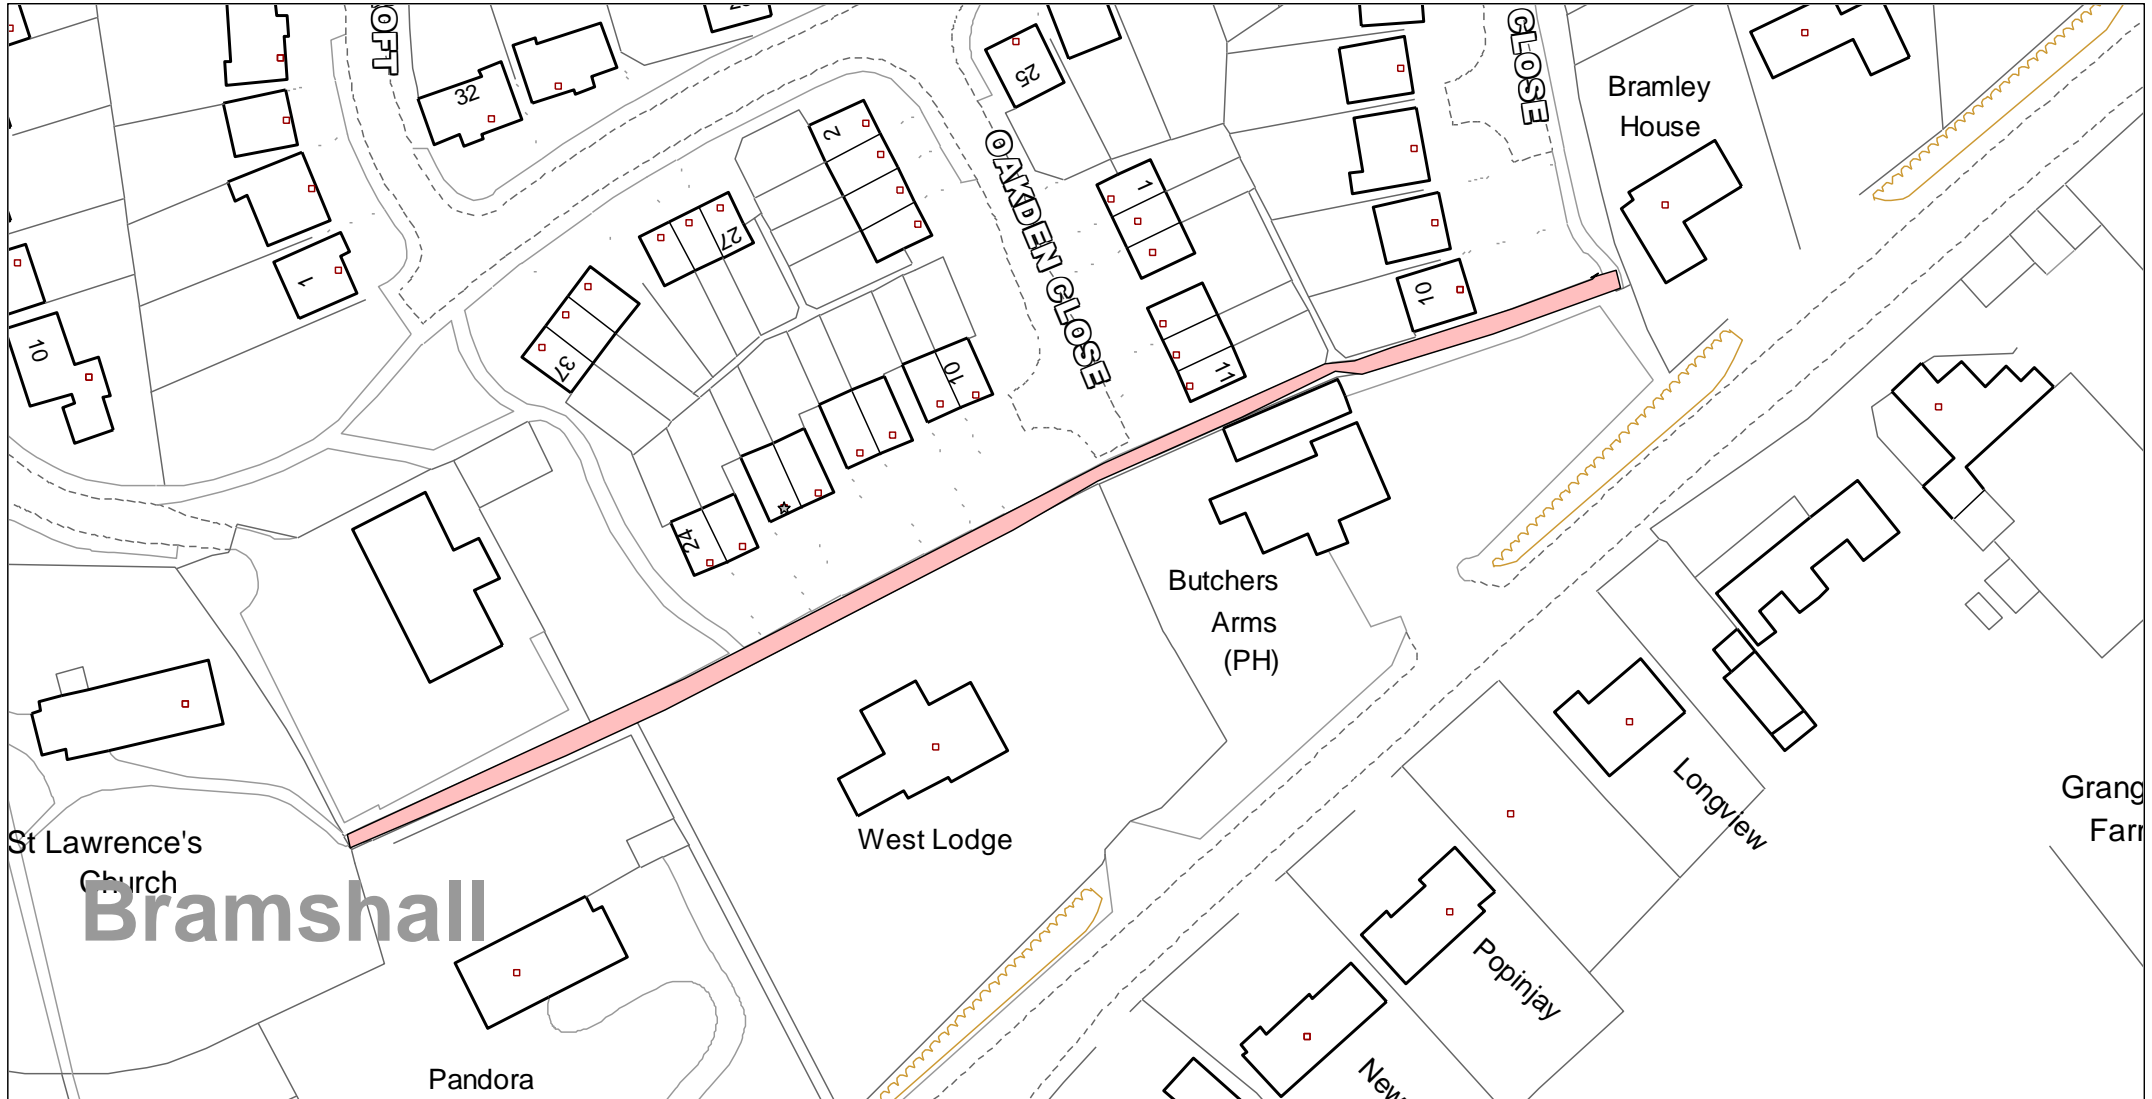 OFT
32
25
CLOSE
Bramley
House
2
OAKDEN CLOSE
1
27
1
10
10
37
11
10
24
Butchers
Arms
(PH)
Longview
West Lodge
Grang
Farr
St Lawrence's
Church
Bramshall
Popinjay
New
Pandora